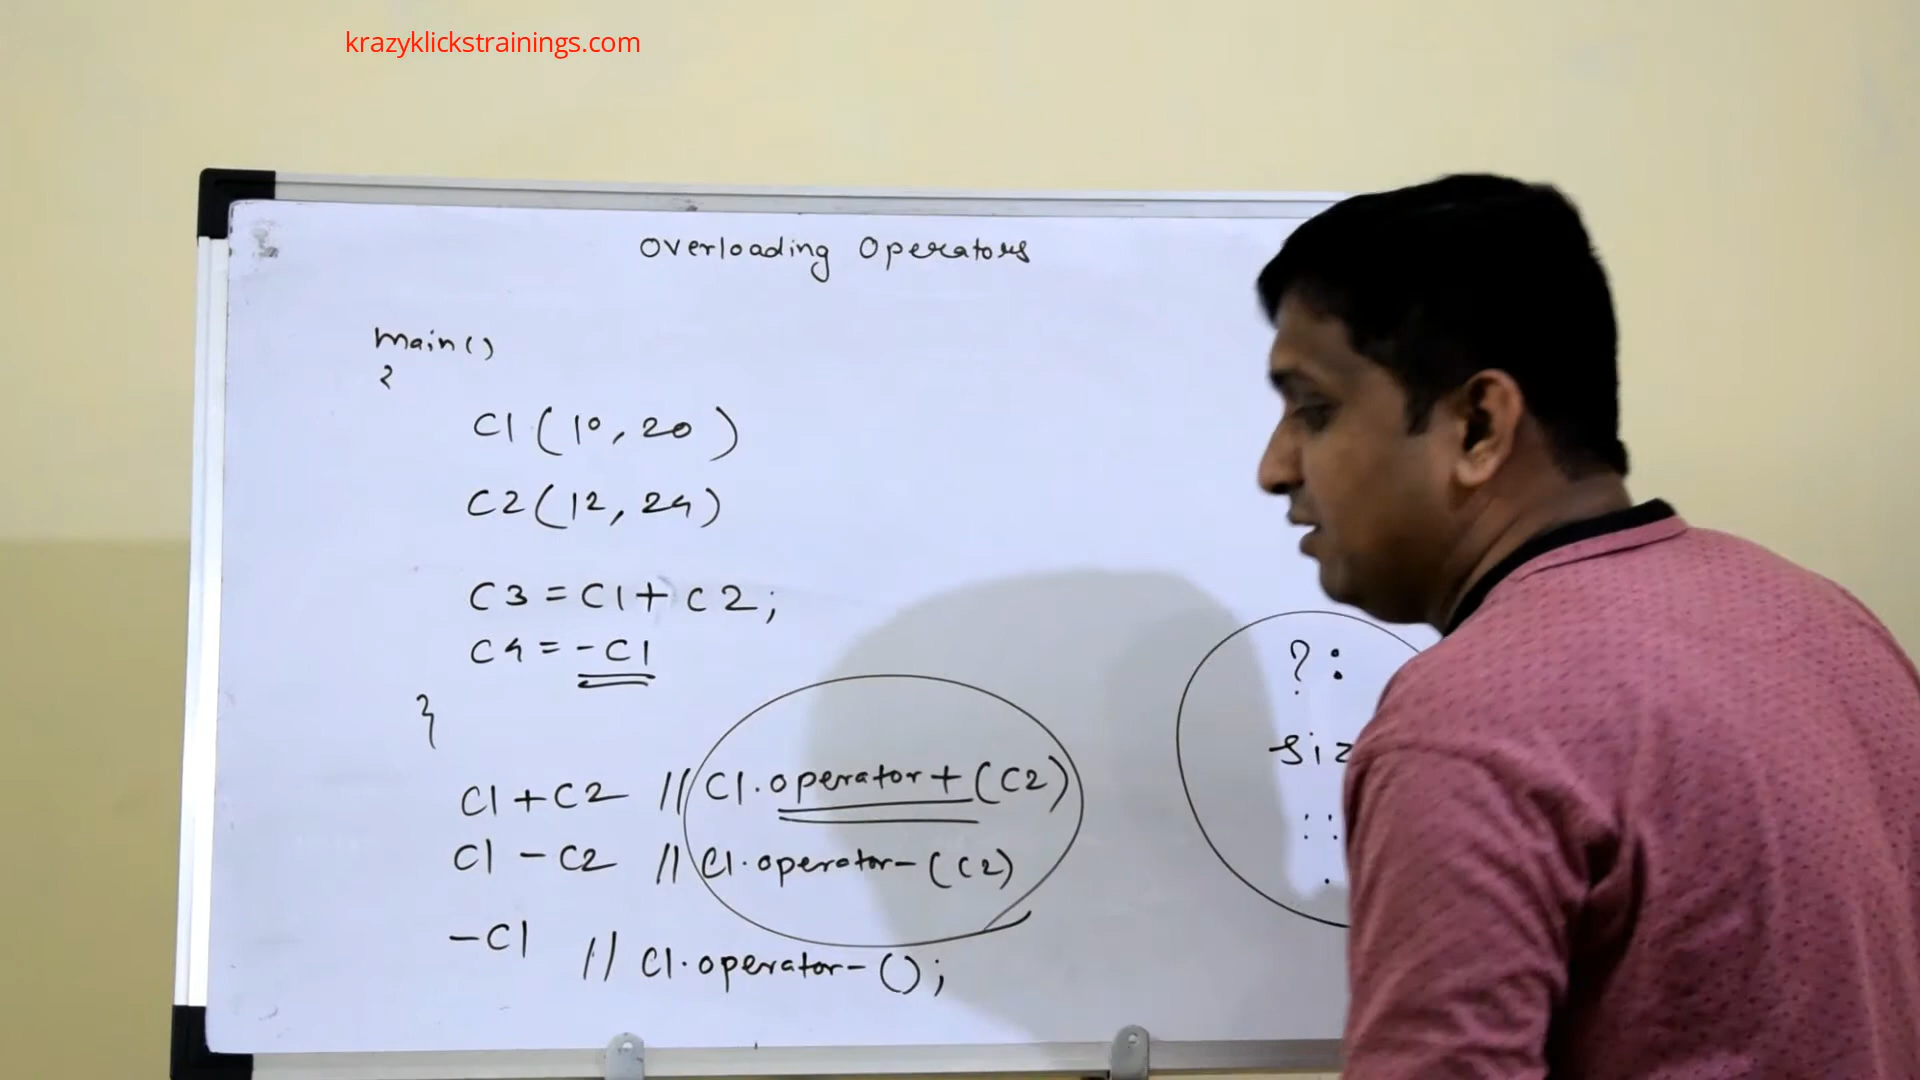 krazyklickstrainings.com
Overloading Operators
main()
{
C1(10,20)
C2(12,24)
C3=C1+C2;
C4=-C1
}
C1+C2 // C1.operator+(C2)
C1-C2 // C1.operator-(C2)
-C1 // C1.operator-();
?:
::
.